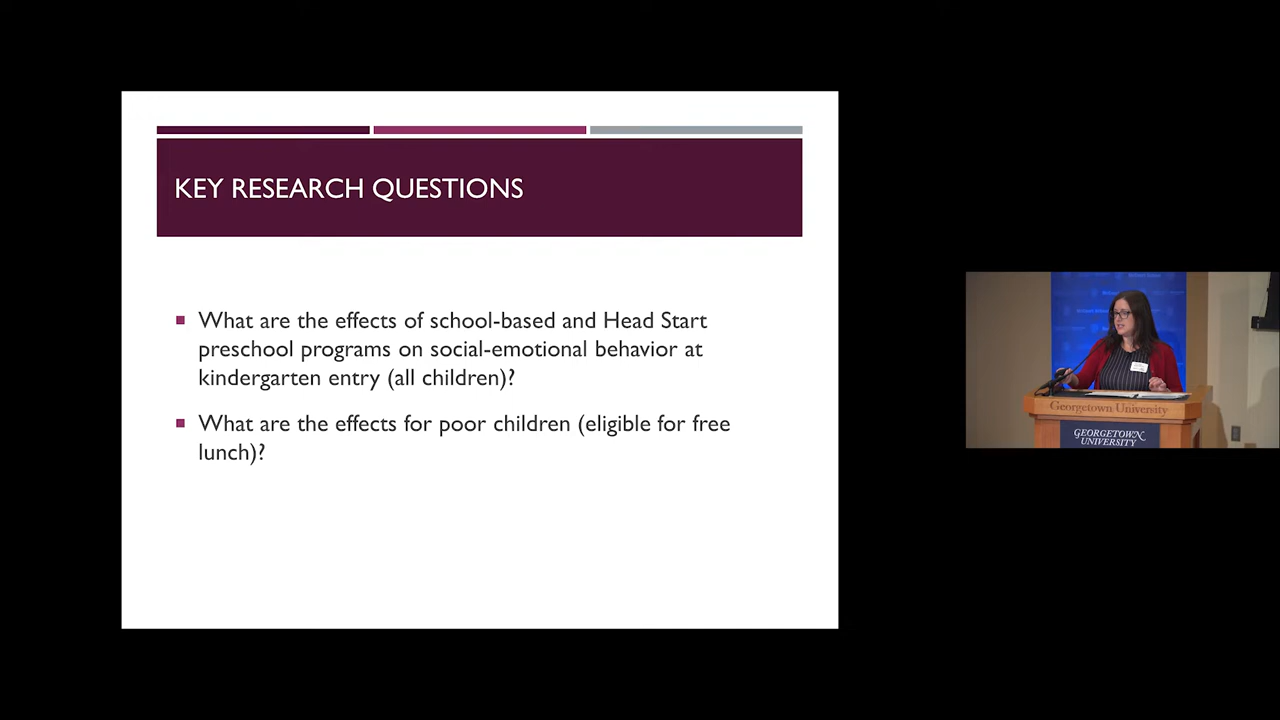 KEY RESEARCH QUESTIONS
What are the effects of school-based and Head Start
preschool programs on social-emotional behavior at
kindergarten entry (all children)?
What are the effects for poor children (eligible for free
lunch)?
Georgetown University
GEORGETOWN
UNIVERSITY